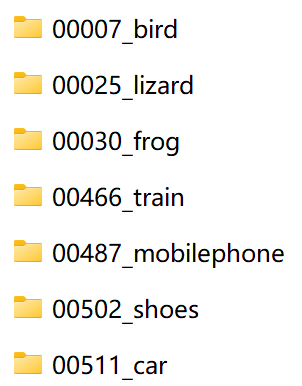 00007_bird
00025_lizard
00030_frog
00466_train
00487_mobilephone
00502_shoes
00511_car